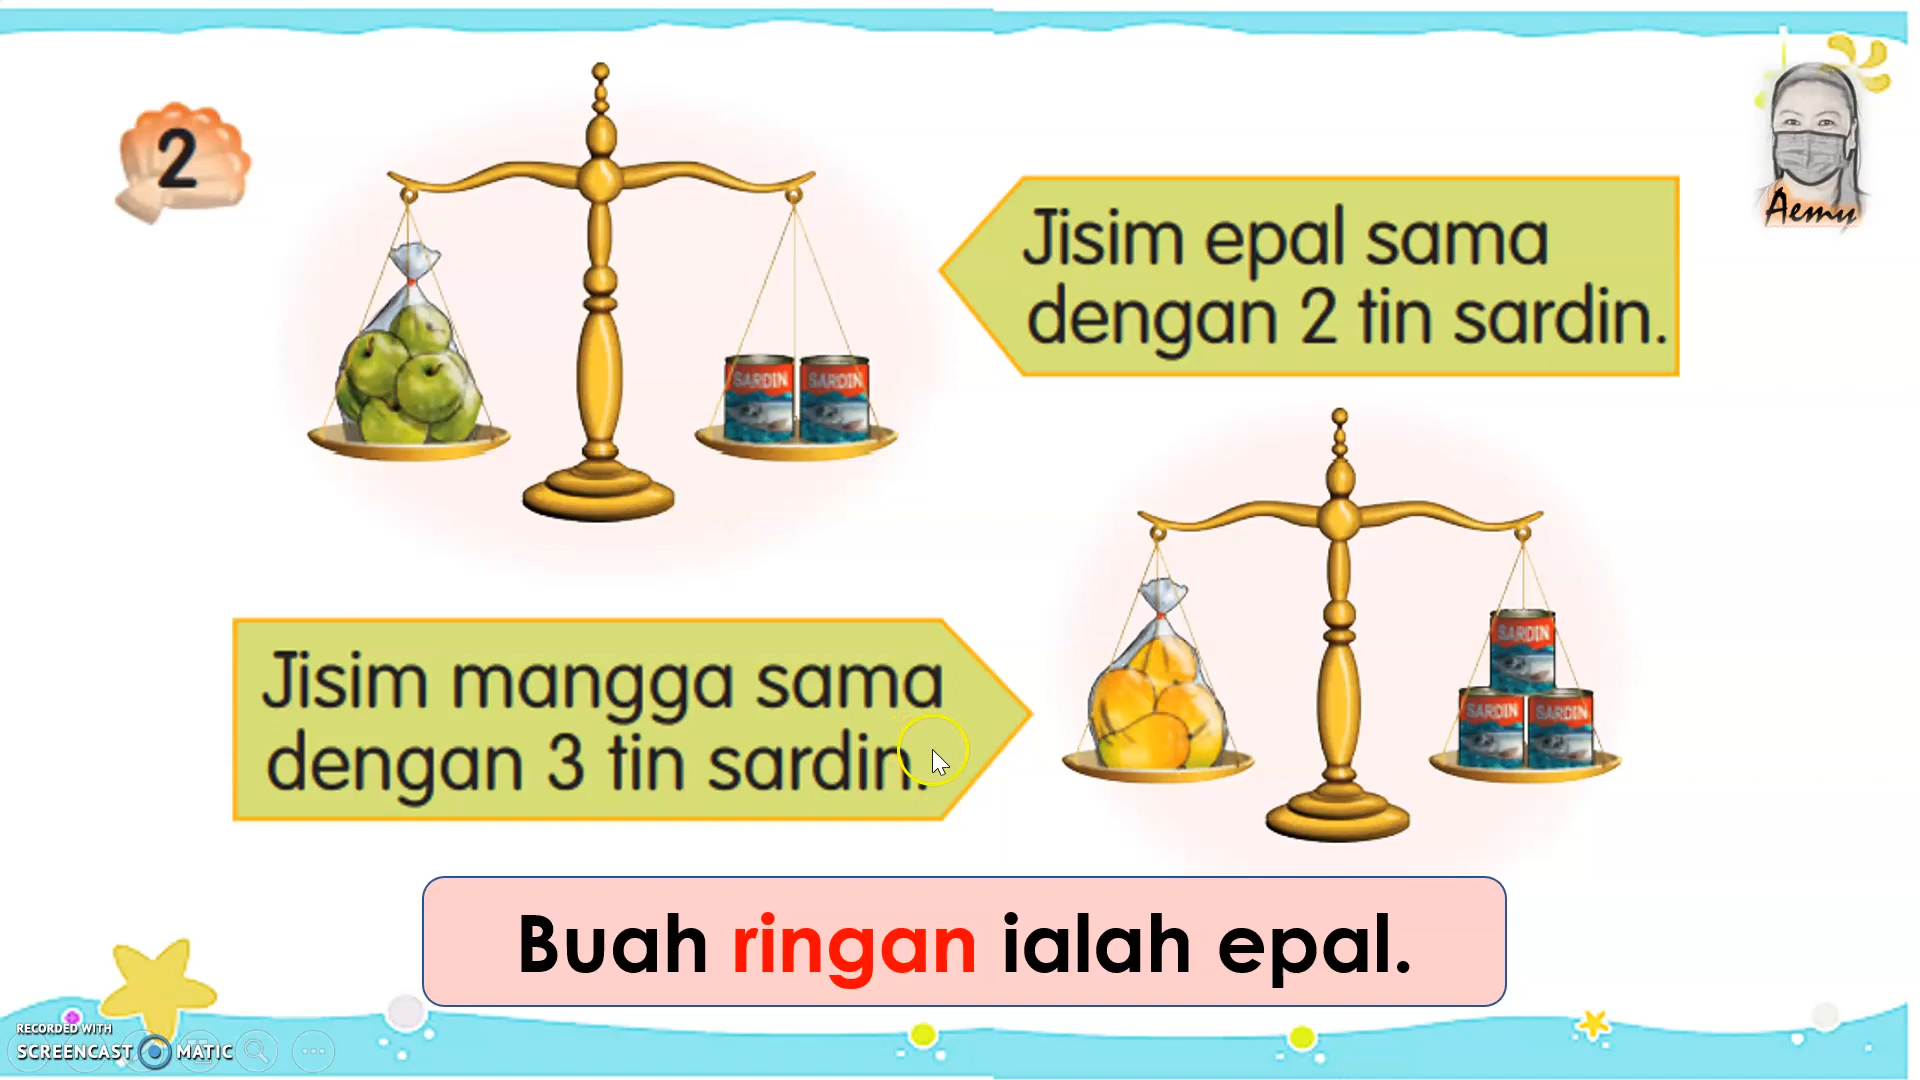 2
Jisim epal sama
dengan 2 tin sardin.
SARDIN SARDIN
Aemy
Jisim mangga sama
dengan 3 tin sardin.
SARDIN
SARDIN SARDIN
Buah ringan ialah epal.
RECORDED WITH
SCREENCAST MATIC